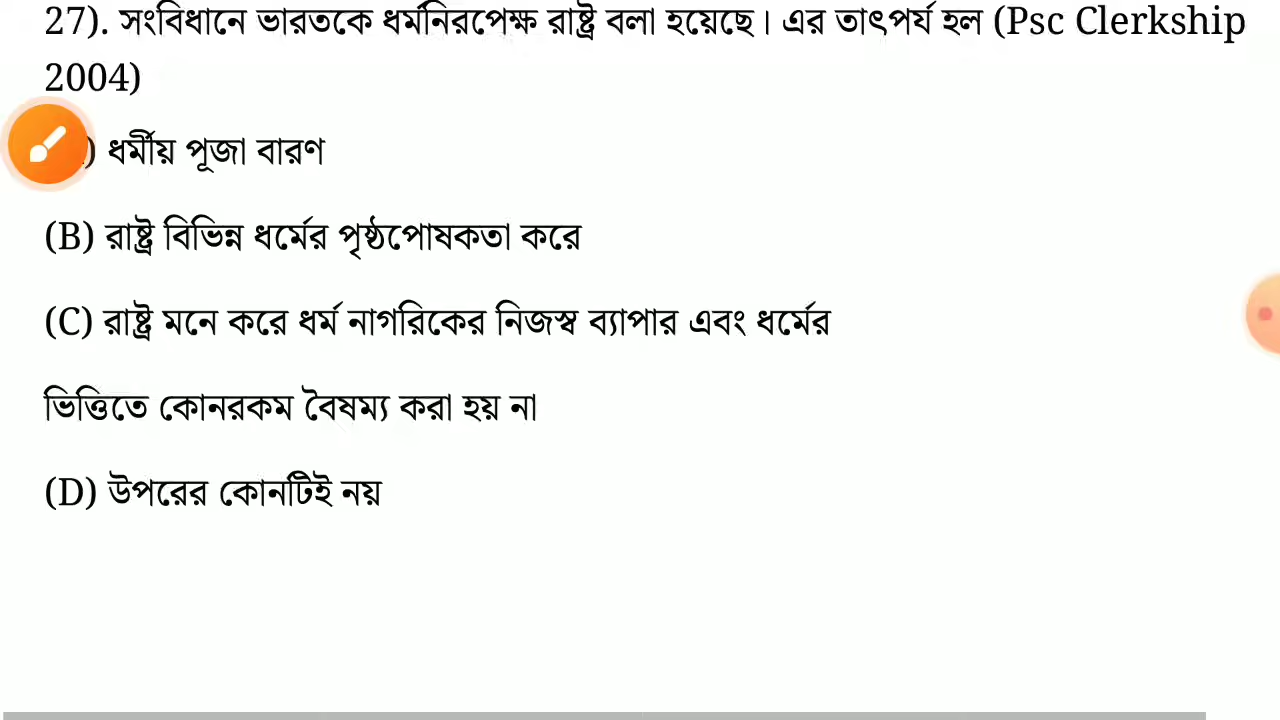 27). সংবিধানে ভারতকে ধর্মনিরপেক্ষ রাষ্ট্র বলা হয়েছে। এর তাৎপর্য হল (Psc Clerkship
2004)
) ধর্মীয় পূজা বারণ
(B) রাষ্ট্র বিভিন্ন ধর্মের পৃষ্ঠপোষকতা করে
(C) রাষ্ট্র মনে করে ধর্ম নাগরিকের নিজস্ব ব্যাপার এবং ধর্মের
ভিত্তিতে কোনরকম বৈষম্য করা হয় না
(D) উপরের কোনটিই নয়